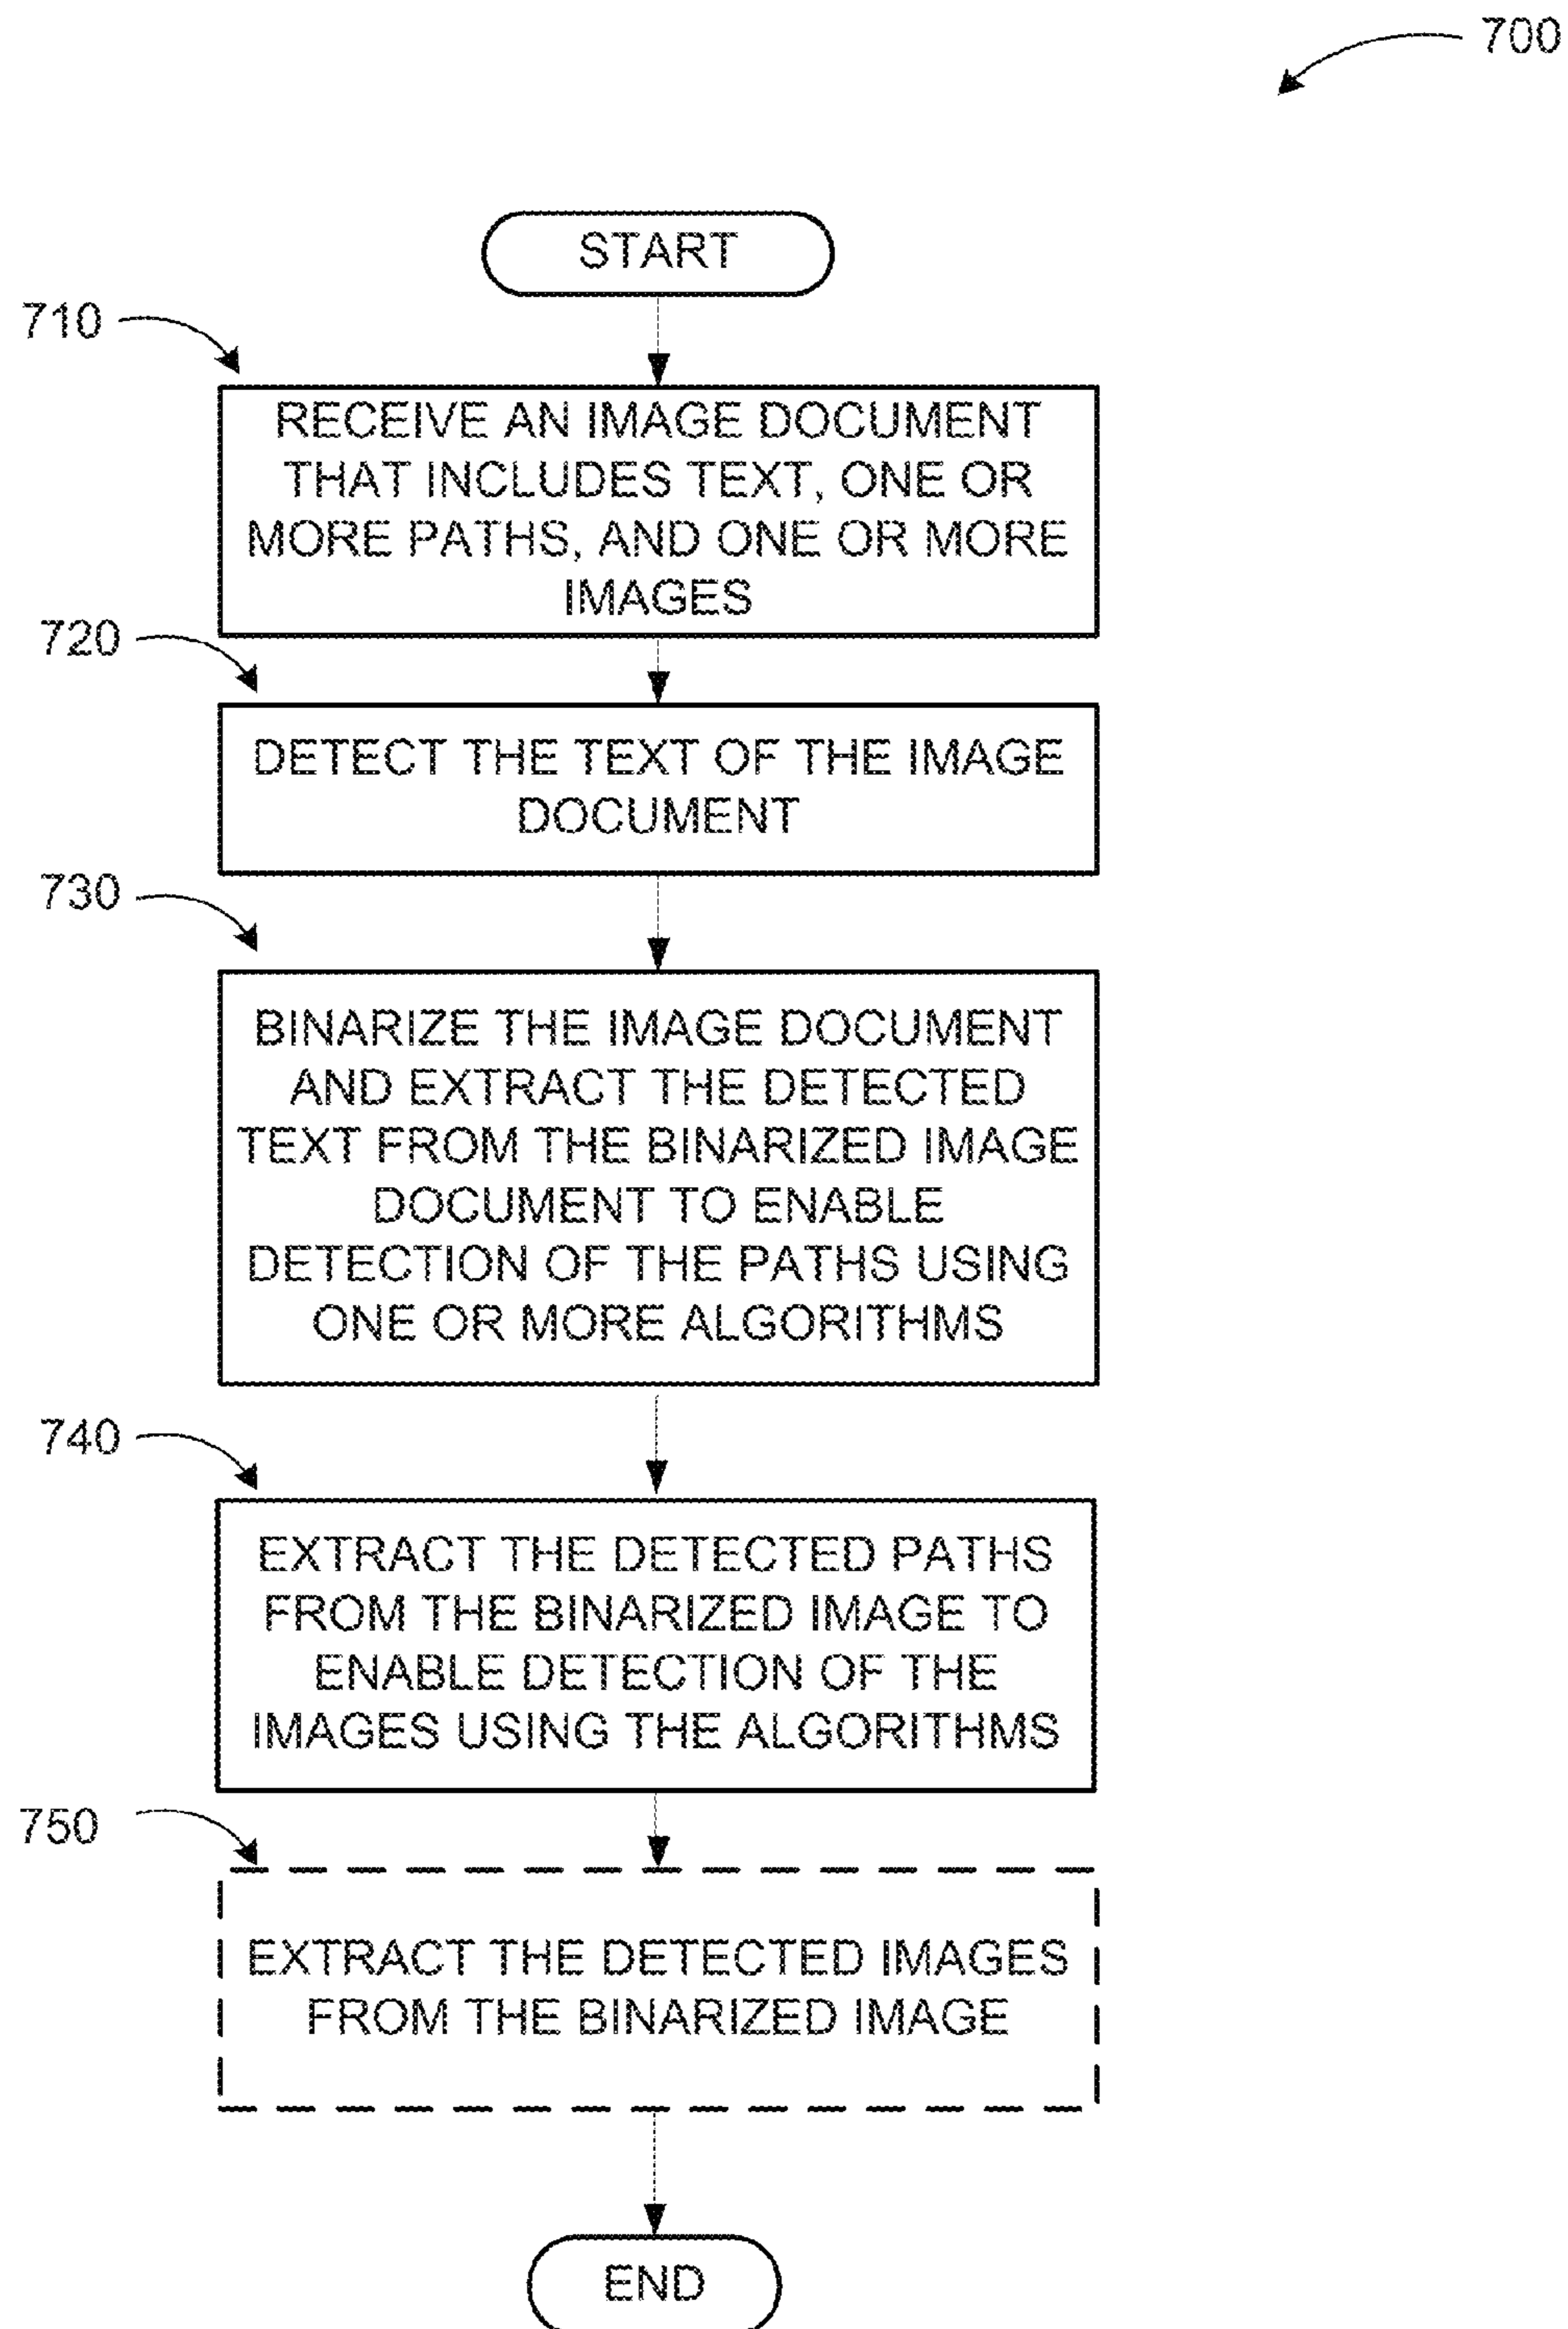 700
START
710
RECEIVE AN IMAGE DOCUMENT
THAT INCLUDES TEXT, ONE OR
MORE PATHS, AND ONE OR MORE
IMAGES
720
DETECT THE TEXT OF THE IMAGE
DOCUMENT
730
BINARIZE THE IMAGE DOCUMENT
AND EXTRACT THE DETECTED
TEXT FROM THE BINARIZED IMAGE
DOCUMENT TO ENABLE
DETECTION OF THE PATHS USING
ONE OR MORE ALGORITHMS
740
EXTRACT THE DETECTED PATHS
FROM THE BINARIZED IMAGE TO
ENABLE DETECTION OF THE
IMAGES USING THE ALGORITHMS
750
EXTRACT THE DETECTED IMAGES
FROM THE BINARIZED IMAGE
END